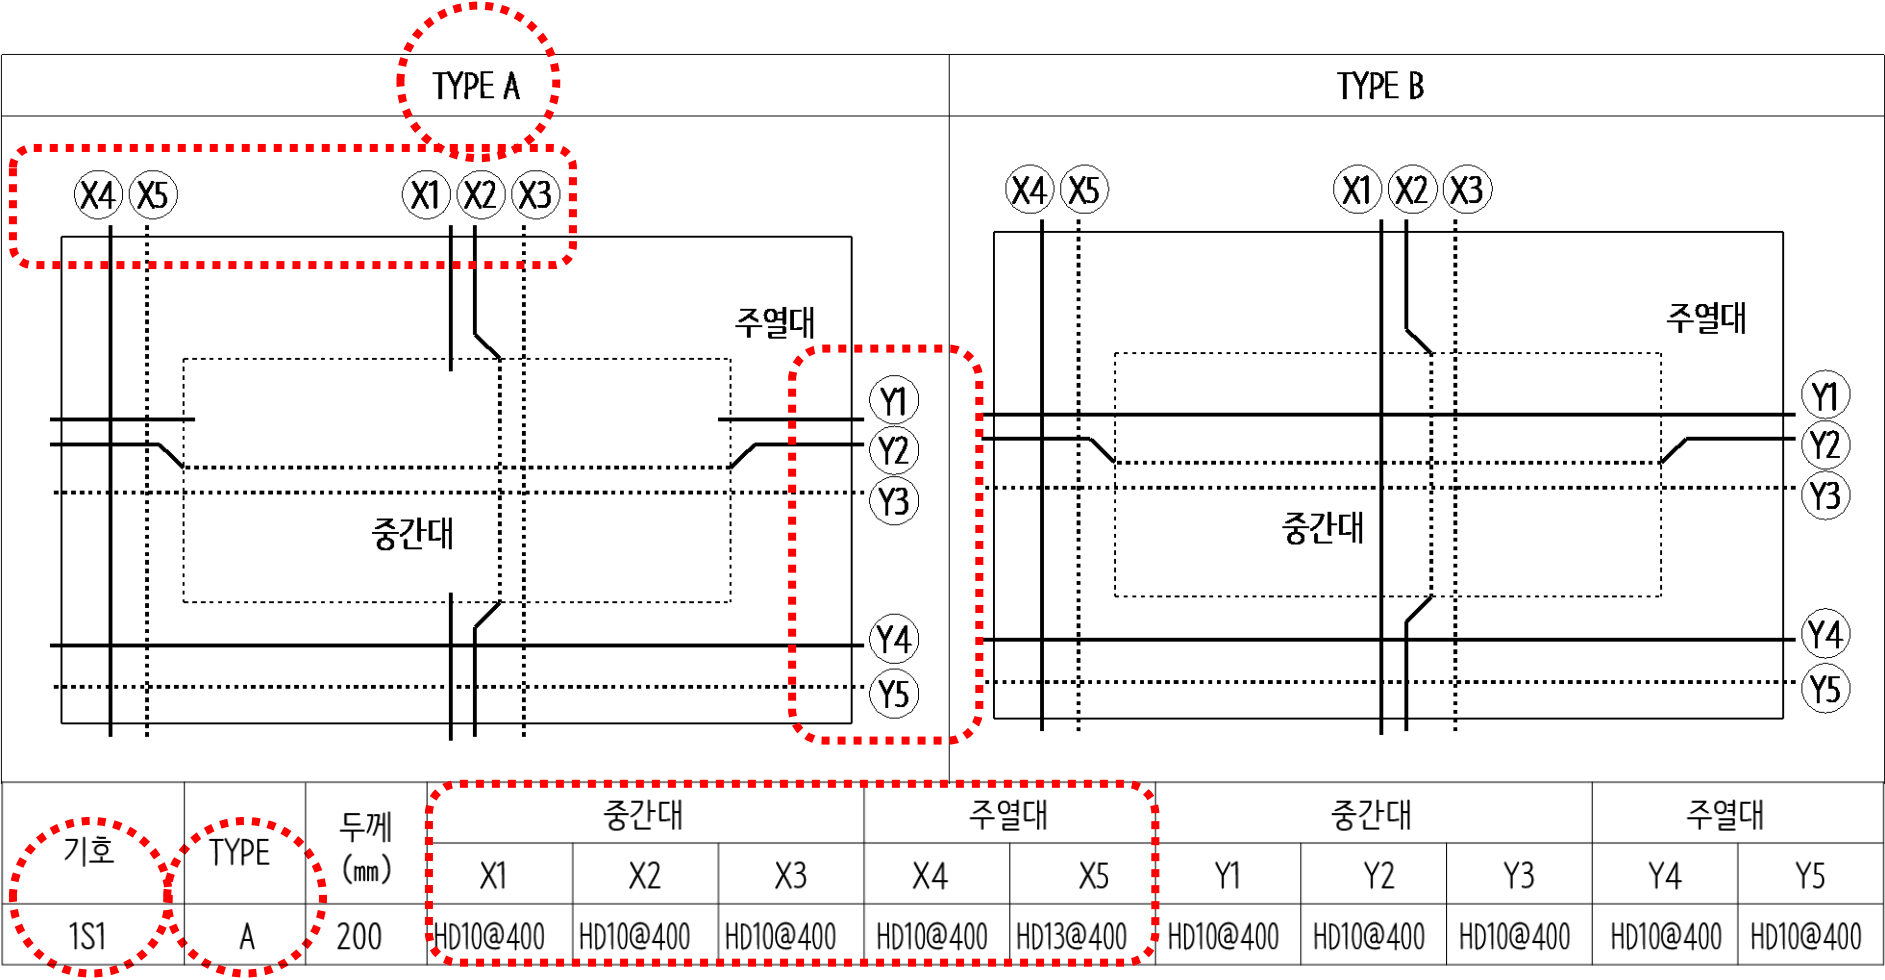 TYPE A
TYPE B
X4 X5 X1 X2 X3
X4 X5 X1 X2 X3
주열대
주열대
Y1
Y2
Y3
중간대
Y4
Y5
Y1
Y2
Y3
중간대
Y4
Y5
기호 TYPE 두께 (mm) 중간대 주열대 중간대 주열대
X1 X2 X3 X4 X5 Y1 Y2 Y3 Y4 Y5
1S1 A 200 HD10@400 HD10@400 HD10@400 HD10@400 HD13@400 HD10@400 HD10@400 HD10@400 HD10@400 HD10@400